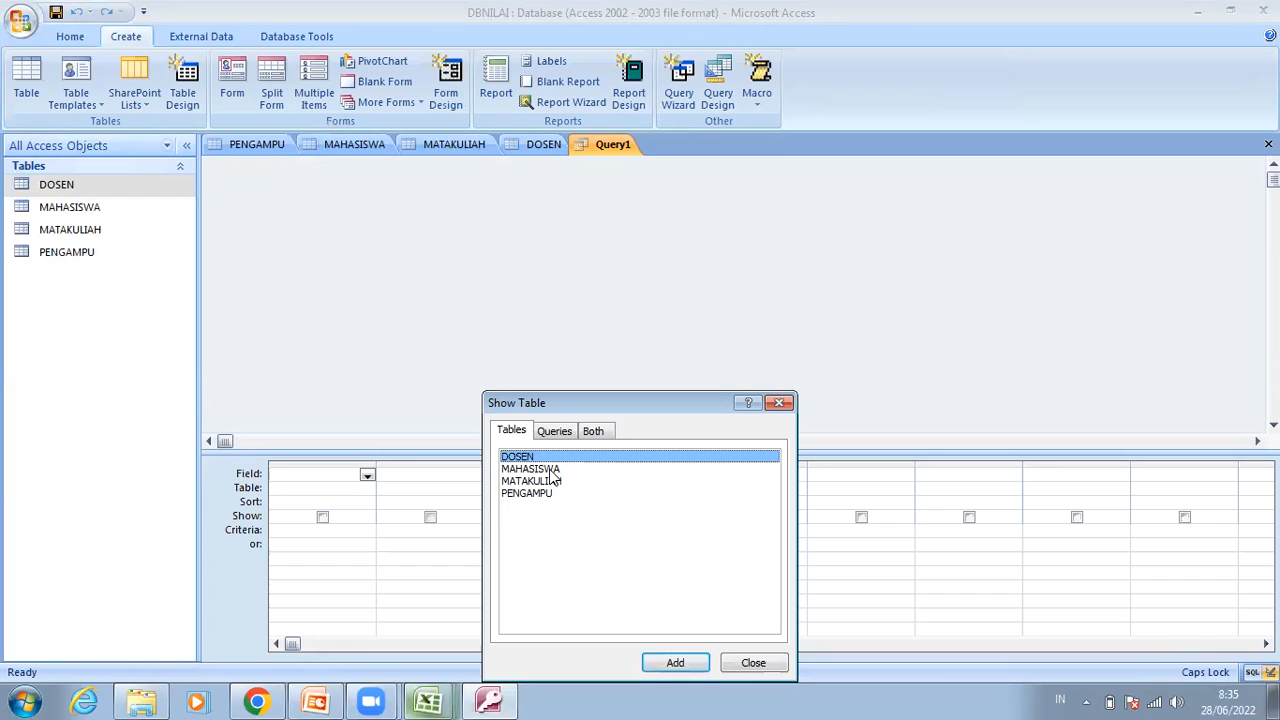 DBNILAI : Database (Access 2002 - 2003 file format) - Microsoft Access
Home Create External Data Database Tools
Table
Table Templates
SharePoint Lists
Table Design
Tables
Form
Split Form
Multiple Items
PivotChart
Blank Form
More Forms
Form Design
Forms
Report
Labels
Blank Report
Report Wizard
Report Design
Reports
Query Wizard
Query Design
Macro
Other
All Access Objects
Tables
DOSEN
MAHASISWA
MATAKULIAH
PENGAMPU
PENGAMPU MAHASISWA MATAKULIAH DOSEN Query1
Show Table
Tables Queries Both
DOSEN
MAHASISWA
MATAKULIAH
PENGAMPU
Add Close
Field:
Table:
Sort:
Show:
Criteria:
or:
Ready Caps Lock SQL
IN 8:35
28/06/2022